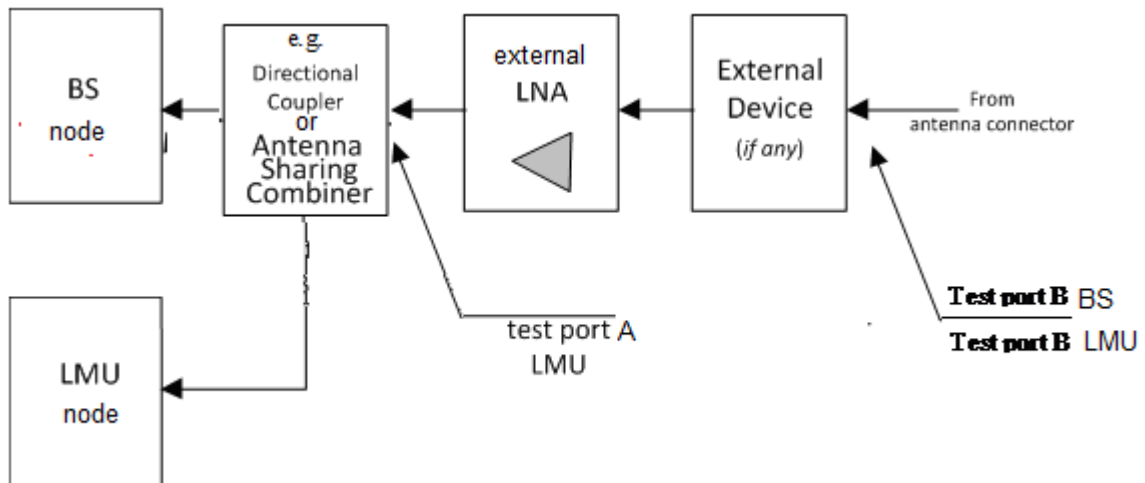 BS
node
e.g.
Directional
Coupler
or
Antenna
Sharing
Combiner
external
LNA
External
Device
(if any)
From
antenna connector
test port A
LMU
Test port B BS
Test port B LMU
LMU
node